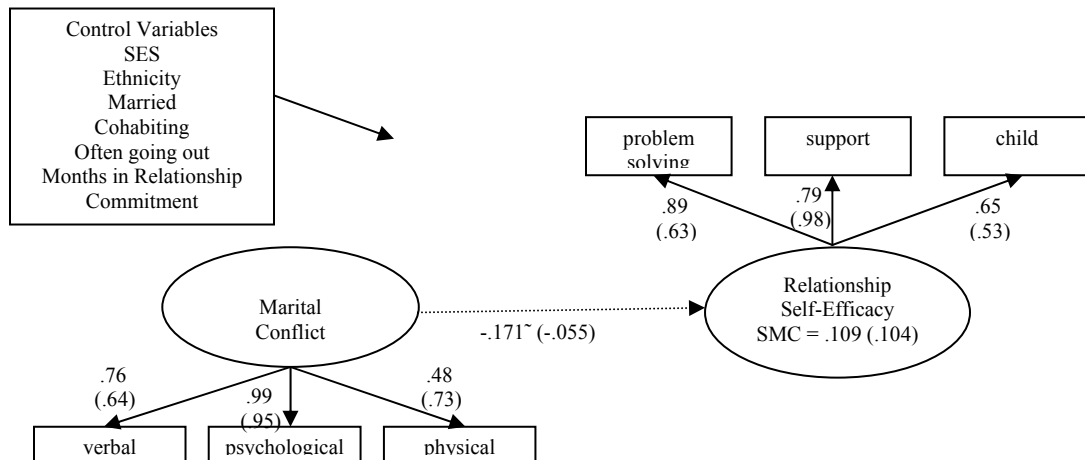 Control Variables
SES
Ethnicity
Married
Cohabiting
Often going out
Months in Relationship
Commitment
problem
solving
support
child
.89
(.63)
.79
(.98)
.65
(.53)
Marital
Conflict
-.171~ (-.055)
Relationship
Self-Efficacy
SMC = .109 (.104)
.76
(.64)
.99
(.95)
.48
(.73)
verbal
psychological
physical